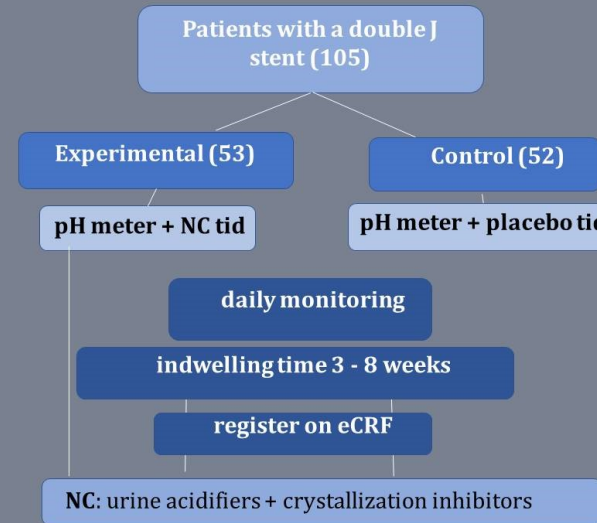 Patients with a double J
stent (105)
Experimental (53)
Control (52)
pH meter + NC tid
pH meter + placebo
daily monitoring
indwelling time 3 - 8 weeks
register on eCRF
NC: urine acidifiers + crystallization inhibitors